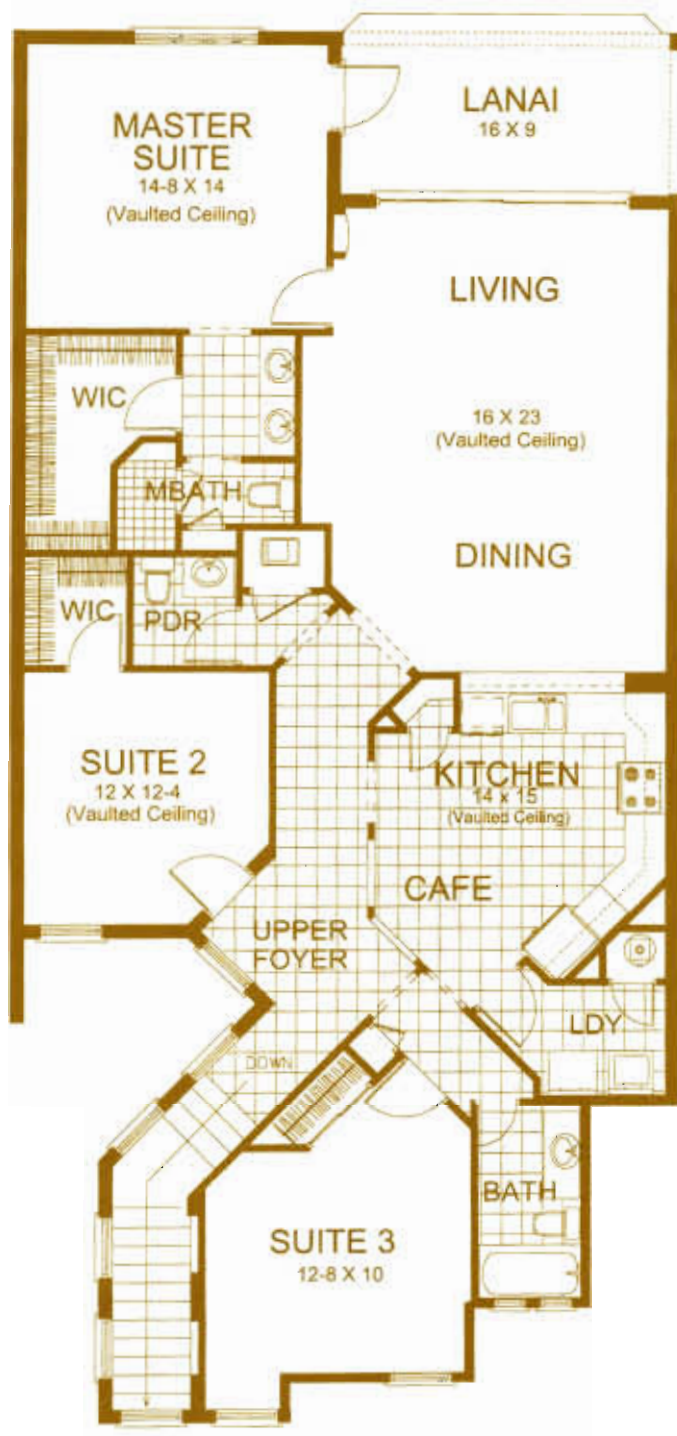 MASTER
SUITE
14-8 X 14
(Vaulted Ceiling)
LANAI
16 X 9
LIVING
16 X 23
(Vaulted Ceiling)
DINING
WIC
MBATH
WIC
PDR
SUITE 2
12 X 12-4
(Vaulted Ceiling)
KITCHEN
14 x 15
(Vaulted Ceiling)
CAFE
UPPER
FOYER
LDY
DOWN
BATH
SUITE 3
12-8 X 10